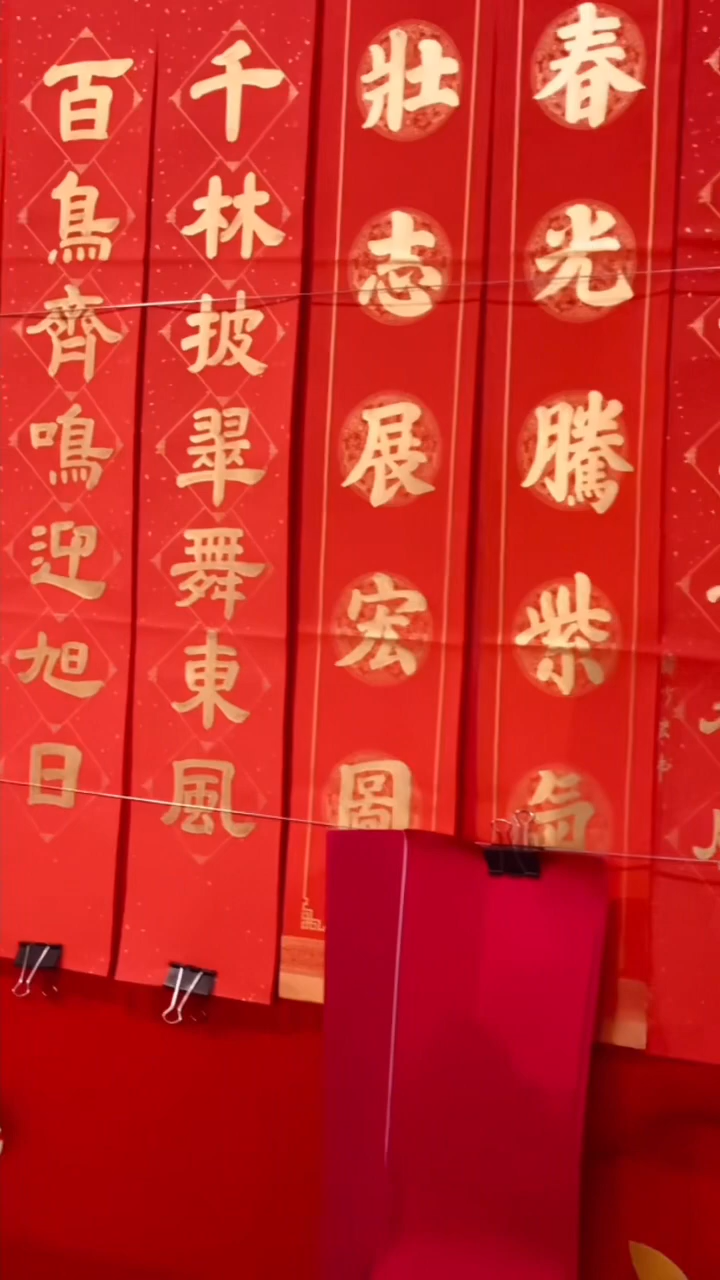 春光騰紫氣
壯志展宏圖
千林披翠舞東風
百鳥齊鳴迎旭日